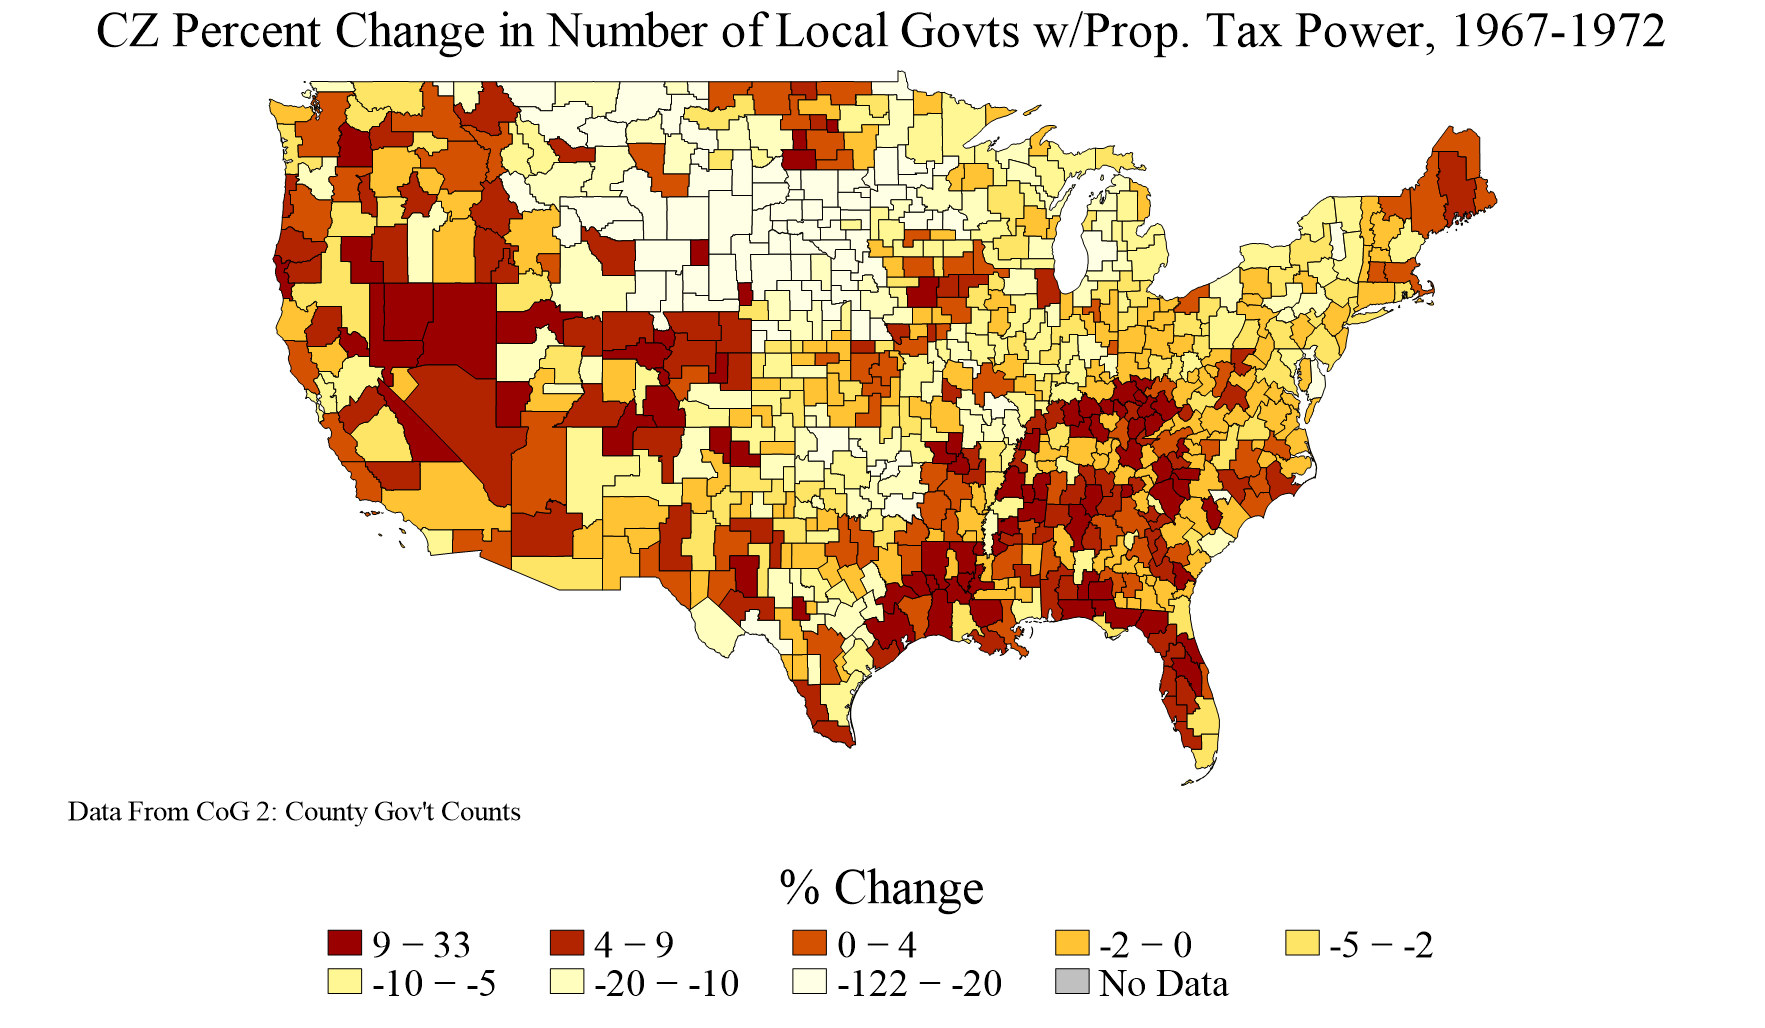 CZ Percent Change in Number of Local Govts w/Prop. Tax Power, 1967-1972
Data From CoG 2: County Gov't Counts
% Change
9 − 33
4 − 9
0 − 4
-2 − 0
-5 − -2
-10 − -5
-20 − -10
-122 − -20
No Data